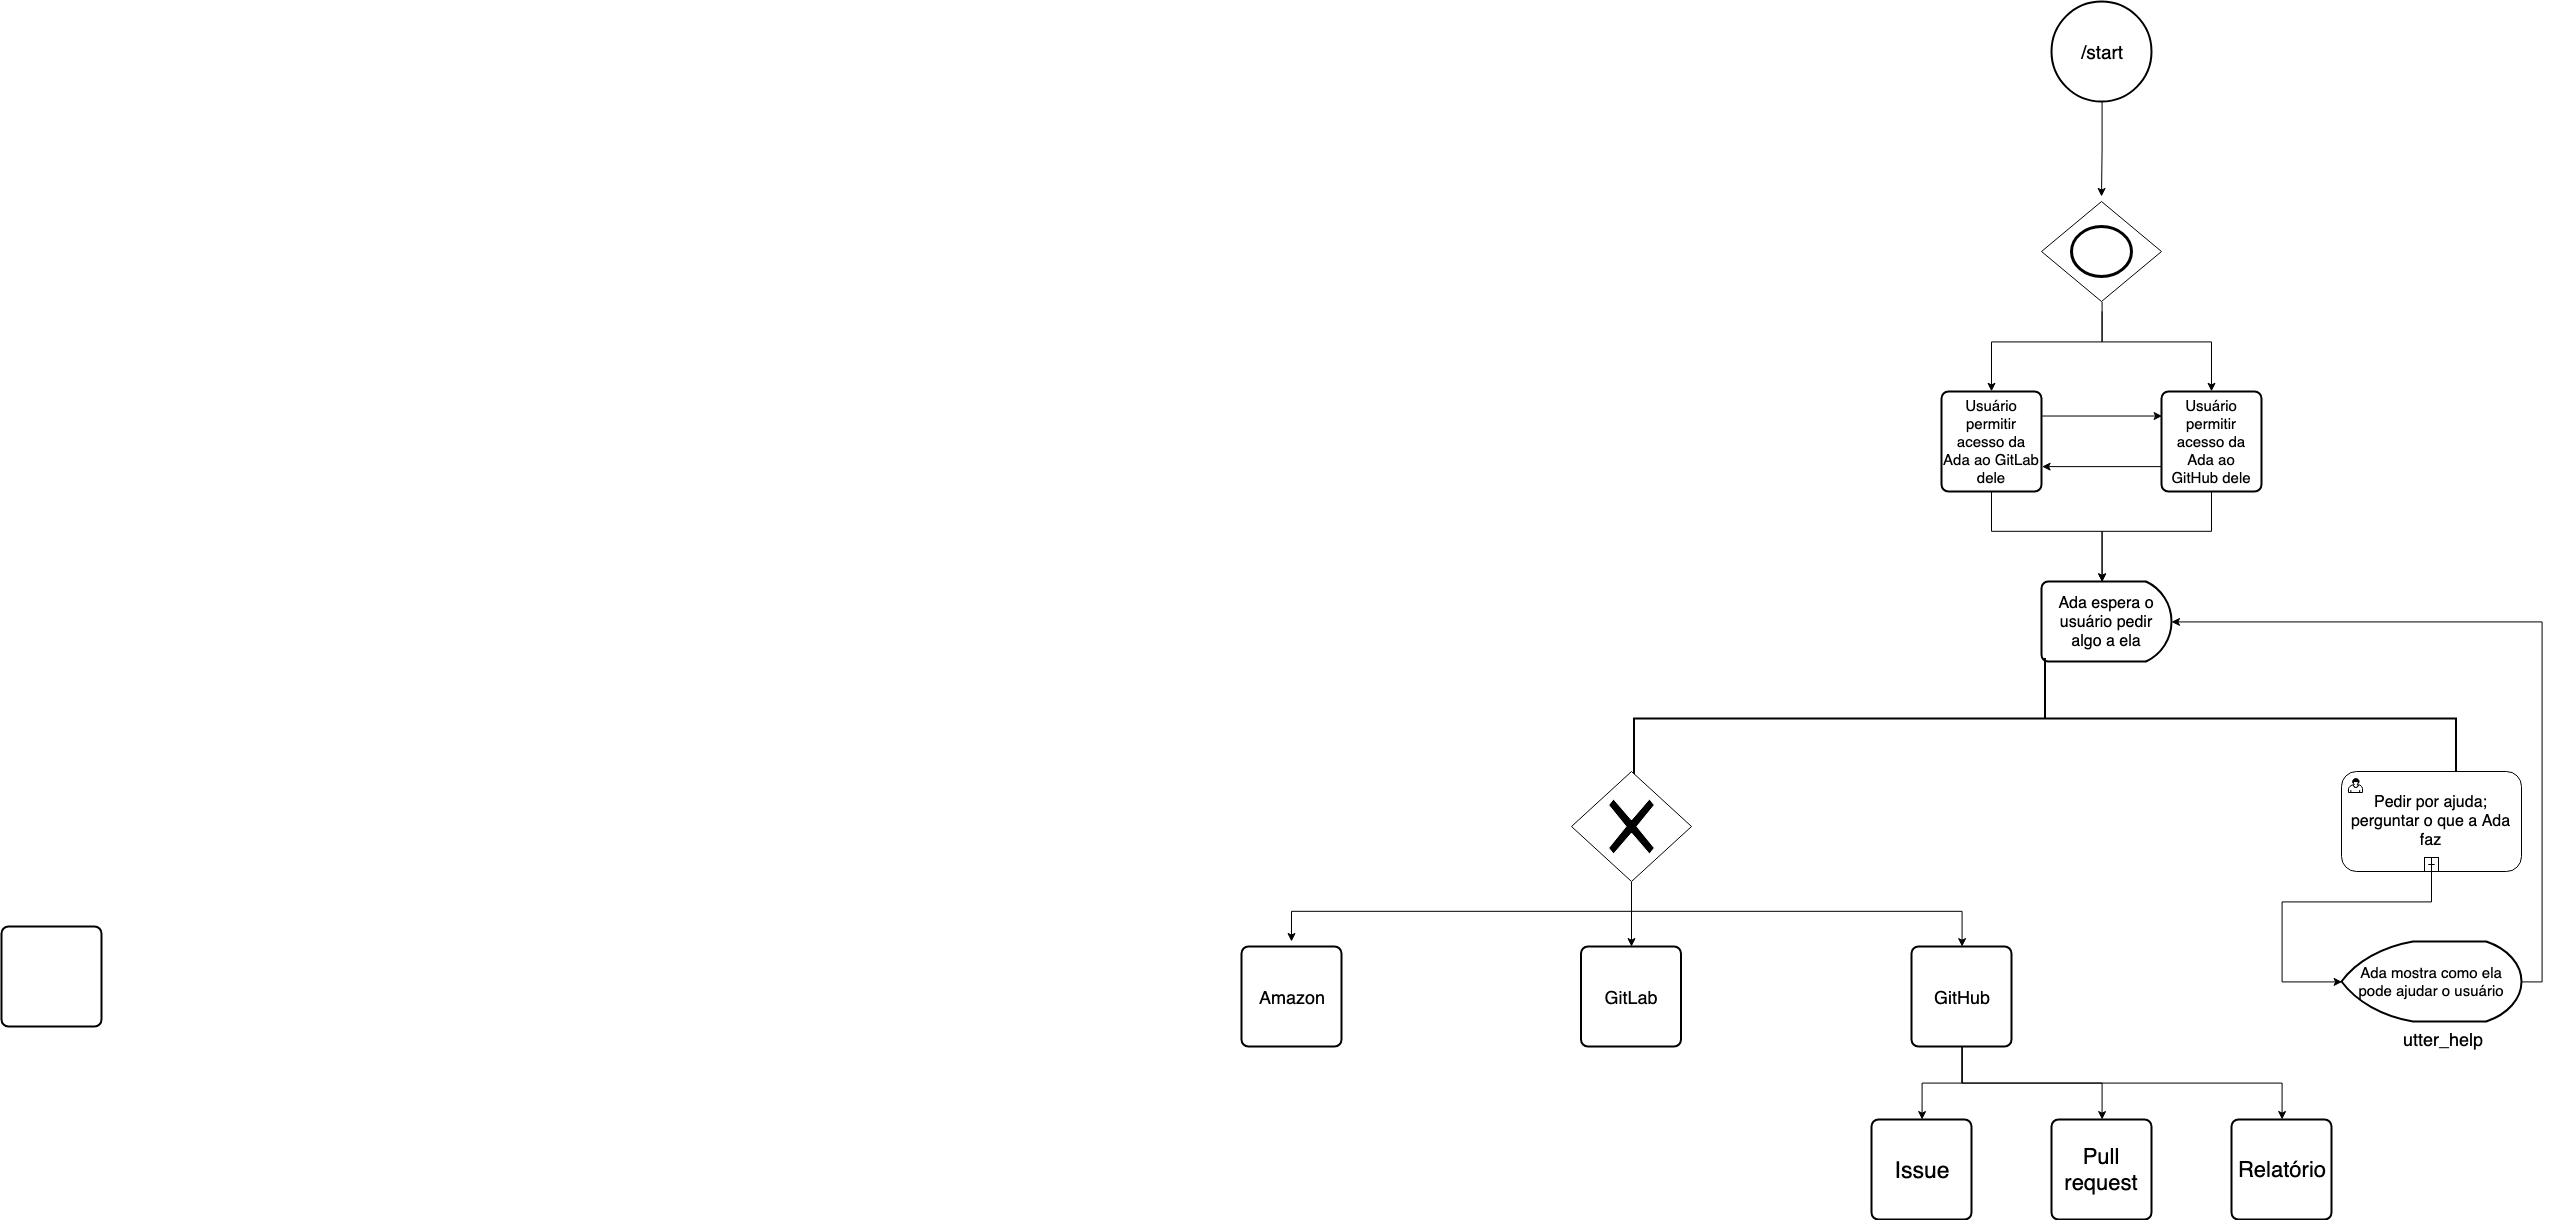 /start
Usuário
permitir
acesso da
Ada ao GitLab
dele
Usuário
permitir
acesso da
Ada ao
GitHub dele
Ada espera o
usuário pedir
algo a ela
Pedir por ajuda;
perguntar o que a Ada
faz
Amazon
GitLab
GitHub
Ada mostra como ela
pode ajudar o usuário
utter_help
Issue
Pull
request
Relatório